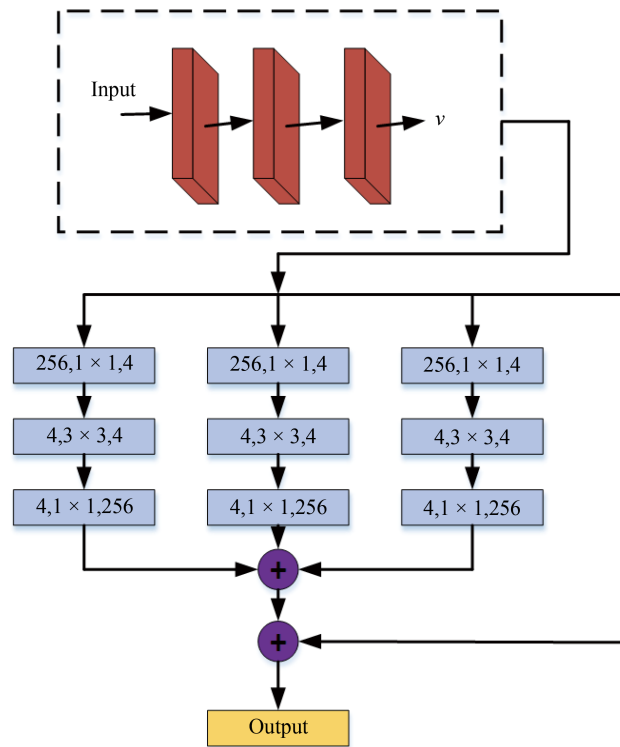 Input
v
256,1 × 1,4
256,1 × 1,4
256,1 × 1,4
4,3 × 3,4
4,3 × 3,4
4,3 × 3,4
4,1 × 1,256
4,1 × 1,256
4,1 × 1,256
+
+
Output